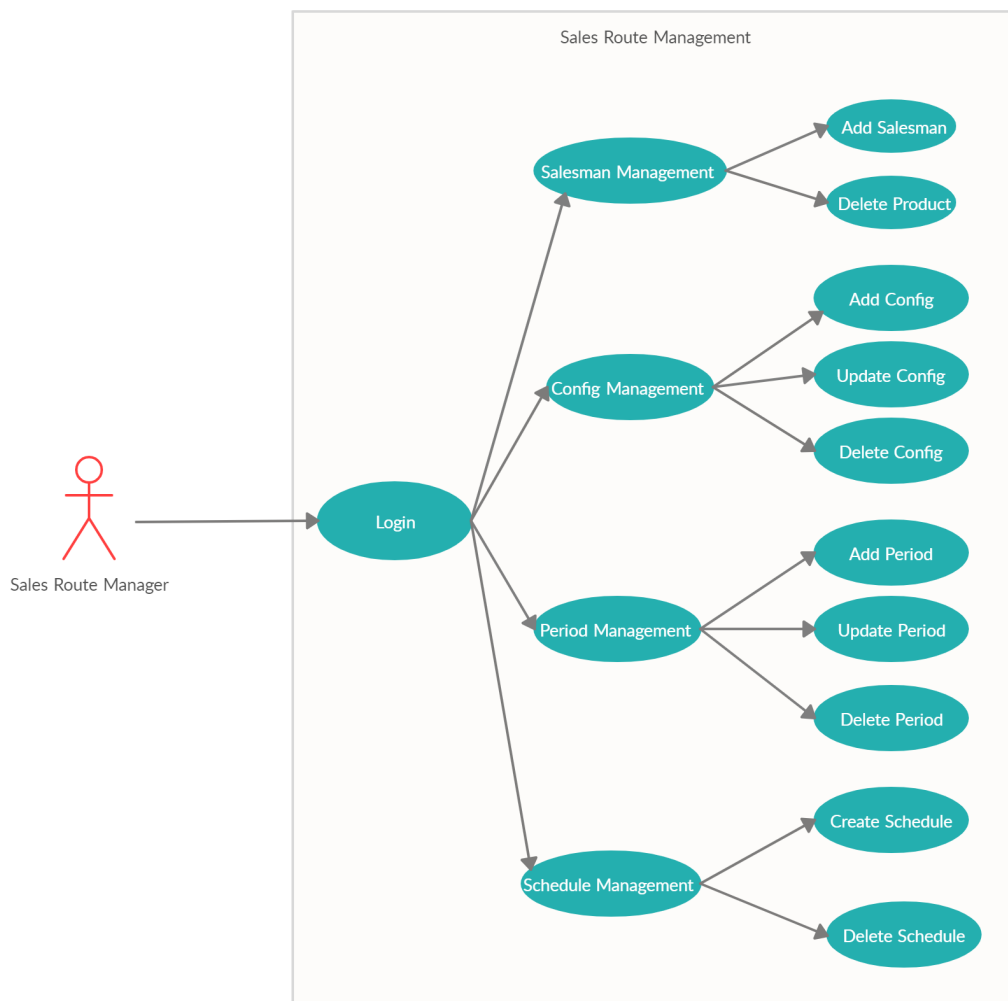 Sales Route Management
Add Salesman
Salesman Management
Delete Product
Add Config
Update Config
Config Management
Delete Config
Login
Sales Route Manager
Add Period
Update Period
Period Management
Delete Period
Create Schedule
Schedule Management
Delete Schedule